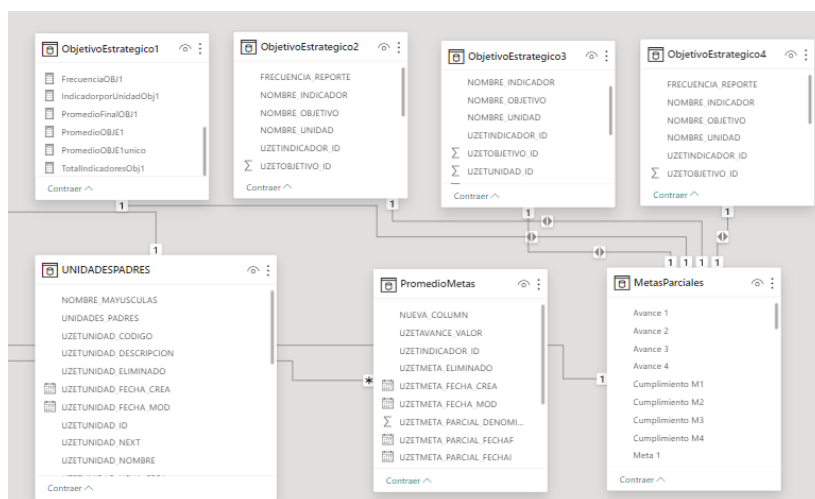 ObjetivoEstrategico1
FrecuenciaOBJ1
IndicadorporUnidadObj1
PromedioFinalOBJ1
PromedioOBJE1
PromedioOBJE1unico
TotalIndicadoresObj1
Contraer
ObjetivoEstrategico2
FRECUENCIA_REPORTE
NOMBRE_INDICADOR
NOMBRE_OBJETIVO
NOMBRE_UNIDAD
UZETINDICADOR_ID
Σ UZETOBJETIVO_ID
Contraer
ObjetivoEstrategico3
NOMBRE_INDICADOR
NOMBRE_OBJETIVO
NOMBRE_UNIDAD
UZETINDICADOR_ID
Σ UZETOBJETIVO_ID
Σ UZETUNIDAD_ID
Contraer
ObjetivoEstrategico4
FRECUENCIA_REPORTE
NOMBRE_INDICADOR
NOMBRE_OBJETIVO
NOMBRE_UNIDAD
UZETINDICADOR_ID
Σ UZETOBJETIVO_ID
Contraer
1
1
1
1
1
1 1 1 1
UNIDADESPADRES
NOMBRE_MAYUSCULAS
UNIDADES_PADRES
UZETUNIDAD_CODIGO
UZETUNIDAD_DESCRIPCION
UZETUNIDAD_ELIMINADO
UZETUNIDAD_FECHA_CREA
UZETUNIDAD_FECHA_MOD
UZETUNIDAD_ID
UZETUNIDAD_NEXT
UZETUNIDAD_NOMBRE
Contraer
*
PromedioMetas
NUEVA_COLUMN
UZETAVANCE_VALOR
UZETINDICADOR_ID
UZETMETA_ELIMINADO
UZETMETA_FECHA_CREA
UZETMETA_FECHA_MOD
Σ UZETMETA_PARCIAL_DENOMI...
UZETMETA_PARCIAL_FECHAF
UZETMETA_PARCIAL_FECHAI
Contraer
1
MetasParciales
Avance 1
Avance 2
Avance 3
Avance 4
Cumplimiento M1
Cumplimiento M2
Cumplimiento M3
Cumplimiento M4
Meta 1
Contraer